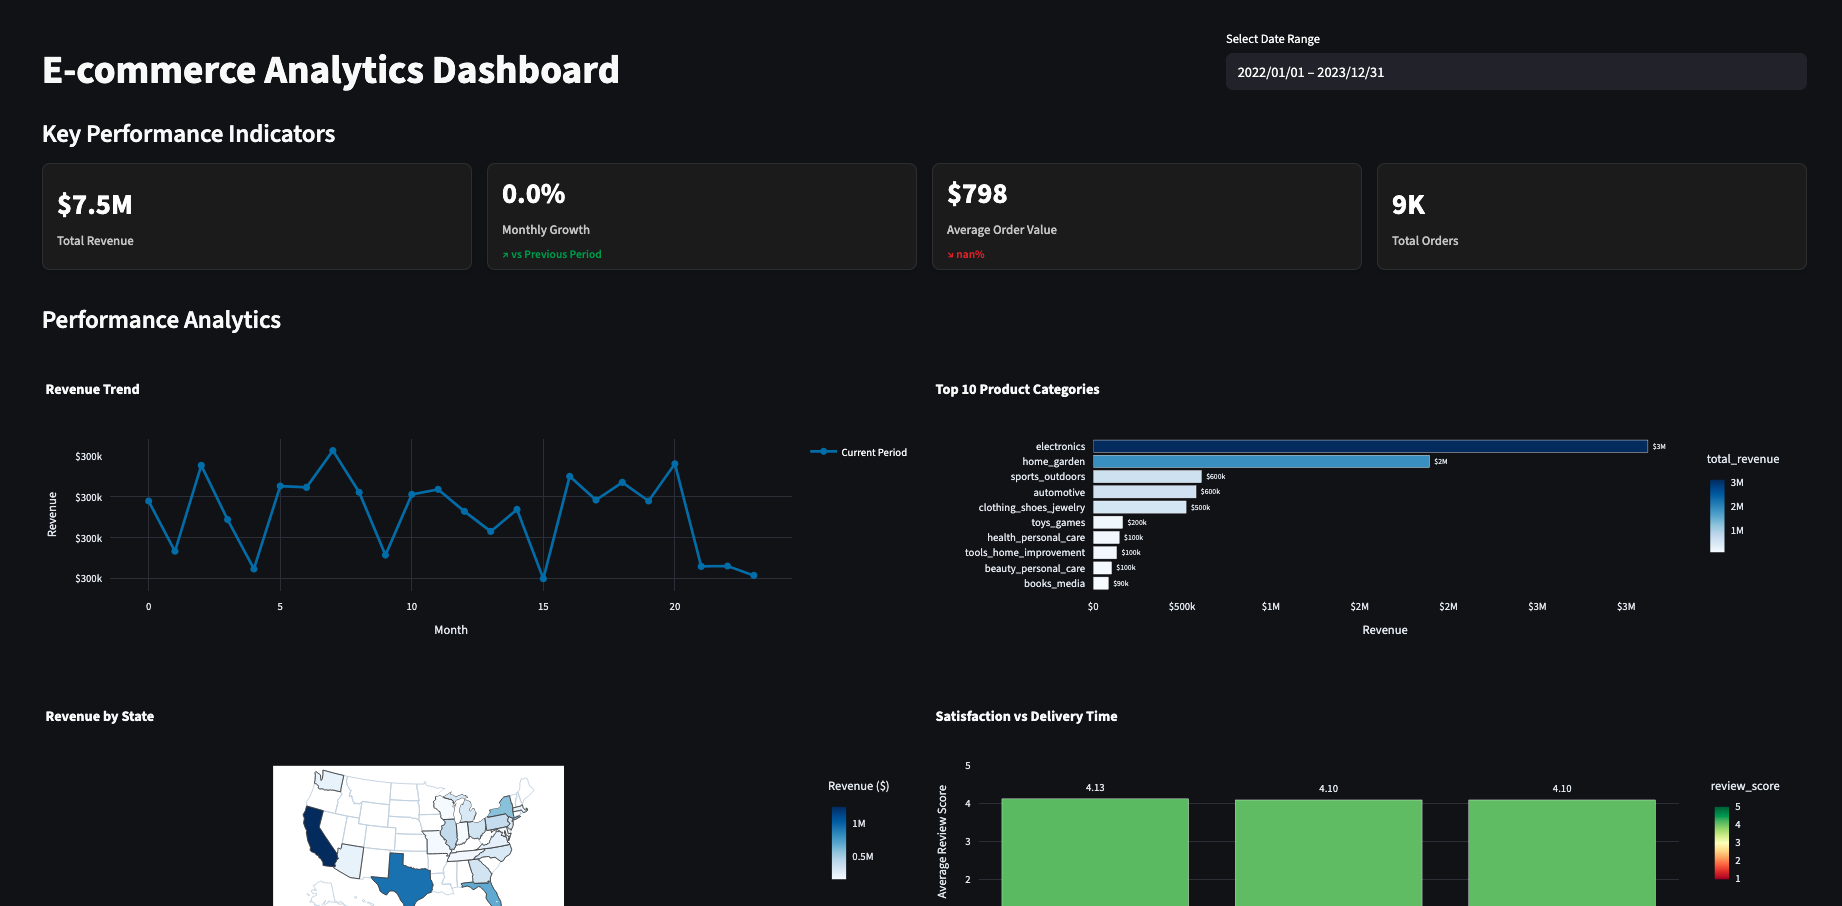 E-commerce Analytics Dashboard
Select Date Range
2022/01/01 – 2023/12/31
Key Performance Indicators
$7.5M
Total Revenue
0.0%
Monthly Growth
↗ vs Previous Period
$798
Average Order Value
↘ nan%
9K
Total Orders
Performance Analytics
Revenue Trend
$300k
$300k
$300k
$300k
Revenue
0
5
10
15
20
Month
Current Period
Top 10 Product Categories
electronics
$3M
home_garden
$2M
sports_outdoors
$600k
automotive
$600k
clothing_shoes_jewelry
$500k
toys_games
$200k
health_personal_care
$100k
tools_home_improvement
$100k
beauty_personal_care
$100k
books_media
$90k
$0
$500k
$1M
$2M
$2M
$3M
$3M
Revenue
total_revenue
3M
2M
1M
Revenue by State
Revenue ($)
1M
0.5M
Satisfaction vs Delivery Time
5
4
3
2
Average Review Score
4.13
4.10
4.10
review_score
5
4
3
2
1